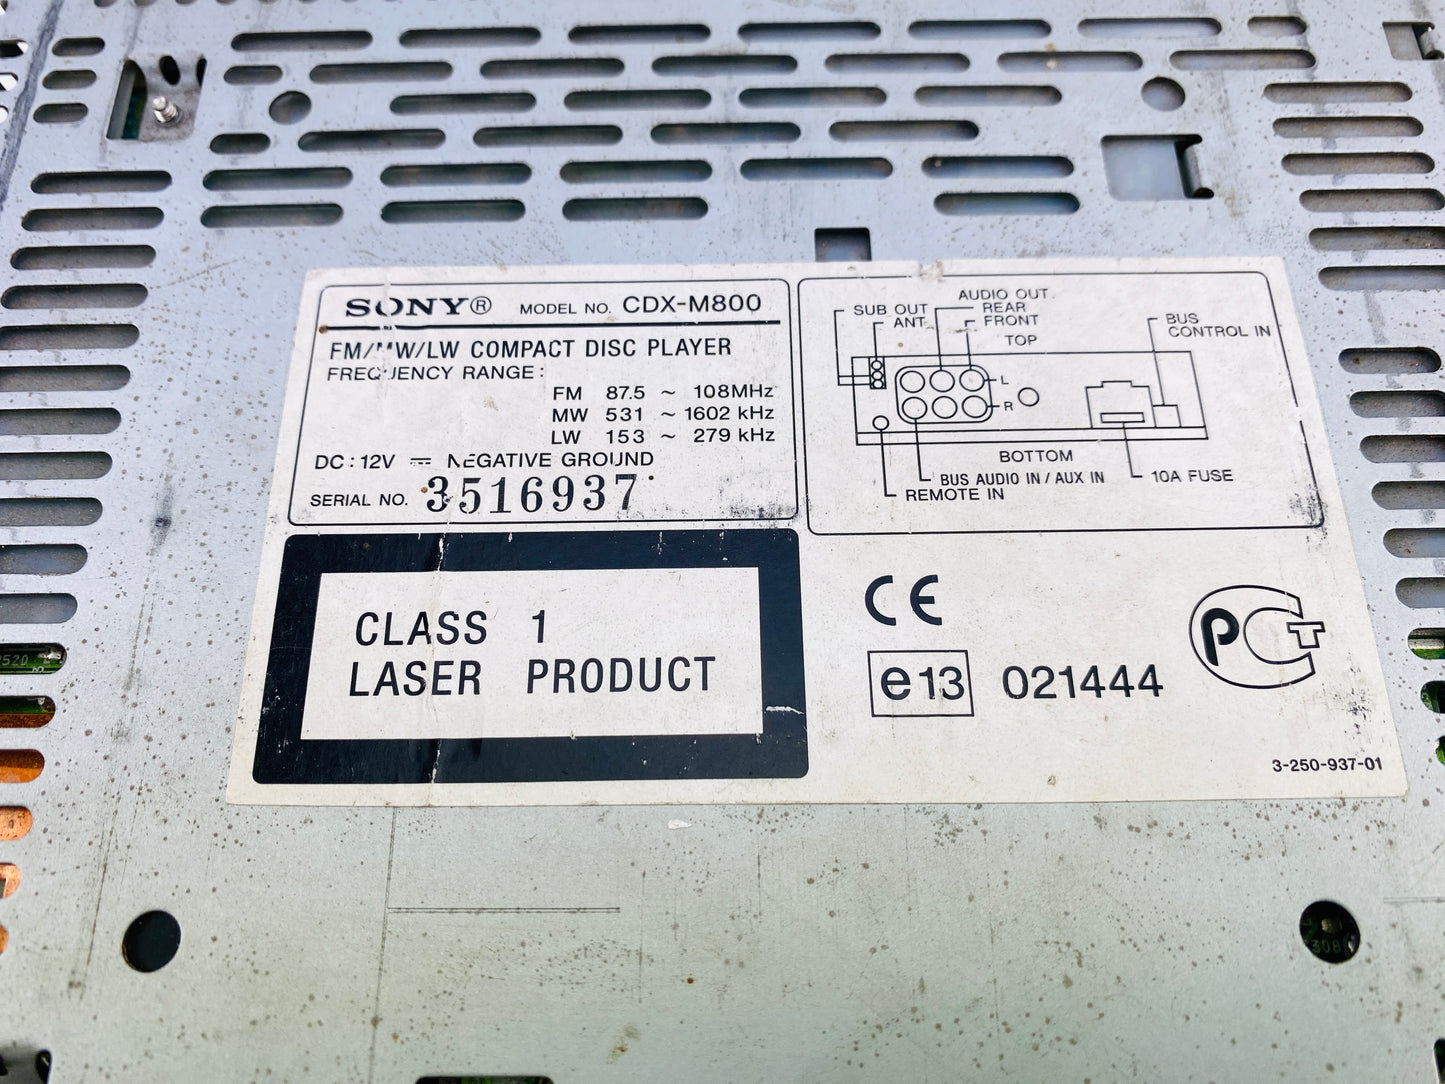 SONY® MODEL NO. CDX-M800
FM/MW/LW COMPACT DISC PLAYER
FREQUENCY RANGE:
FM 87.5 ~ 108MHz
MW 531 ~ 1602 kHz
LW 153 ~ 279 kHz
DC : 12V ⎓ NEGATIVE GROUND
SERIAL NO. 3516937
SUB OUT
ANT
AUDIO OUT
REAR
FRONT
TOP
BUS
CONTROL IN
L
R
BOTTOM
BUS AUDIO IN / AUX IN
REMOTE IN
10A FUSE
CLASS 1
LASER PRODUCT
CE
e13 021444
PCT
3-250-937-01
2520
308